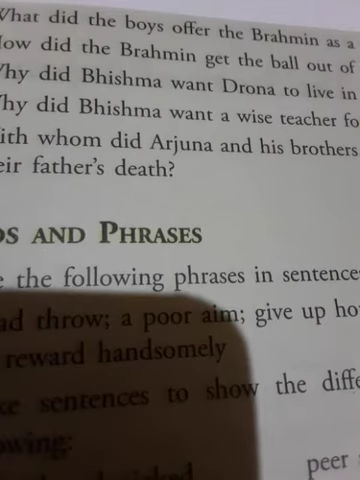 What did the boys offer the Brahmin as a
How did the Brahmin get the ball out of
Why did Bhishma want Drona to live in
Why did Bhishma want a wise teacher fo
ith whom did Arjuna and his brothers
eir father's death?
DS AND PHRASES
e the following phrases in sentence
ad throw; a poor aim; give up ho
reward handsomely
ke sentences to show the diffe
owing:
peer